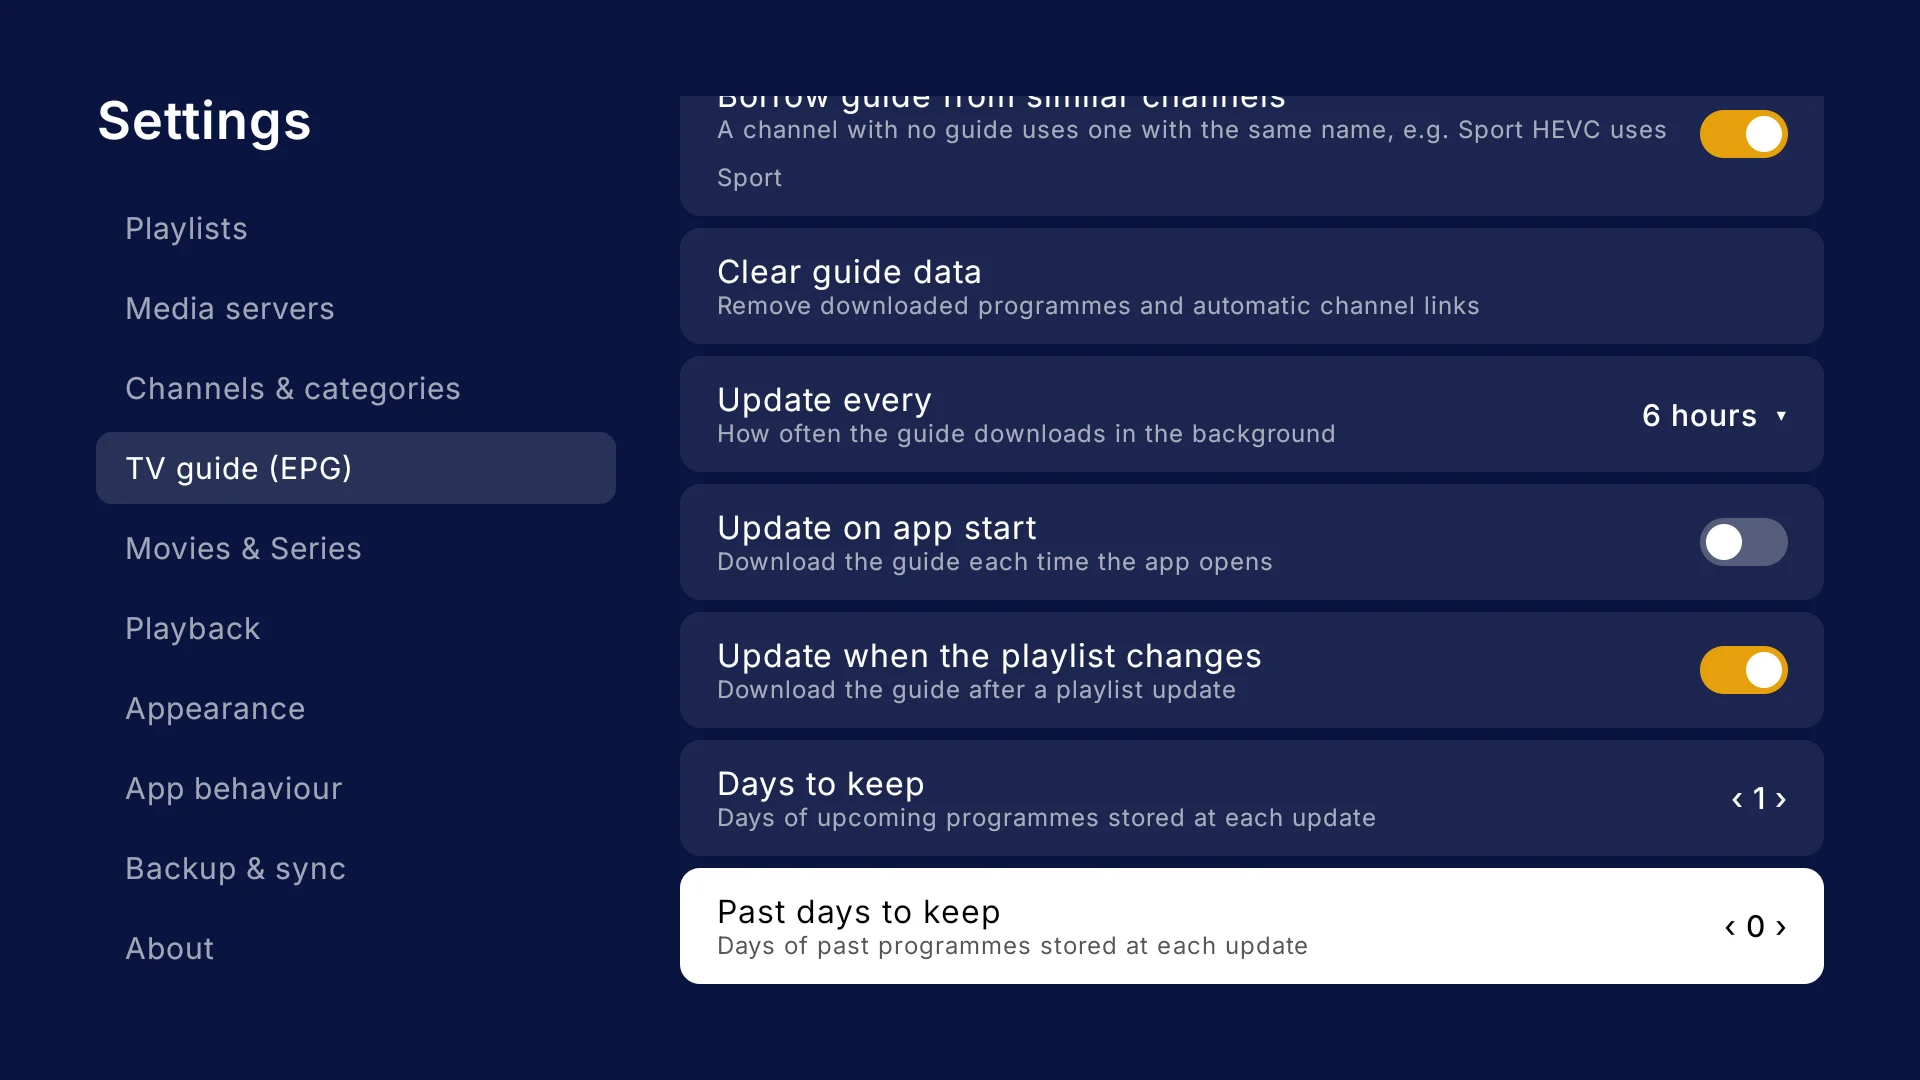 Settings
Playlists
Media servers
Channels & categories
TV guide (EPG)
Movies & Series
Playback
Appearance
App behaviour
Backup & sync
About
Borrow guide from similar channels
A channel with no guide uses one with the same name, e.g. Sport HEVC uses
Sport
Clear guide data
Remove downloaded programmes and automatic channel links
Update every
How often the guide downloads in the background
6 hours ▾
Update on app start
Download the guide each time the app opens
Update when the playlist changes
Download the guide after a playlist update
Days to keep
Days of upcoming programmes stored at each update
‹ 1 ›
Past days to keep
Days of past programmes stored at each update
‹ 0 ›